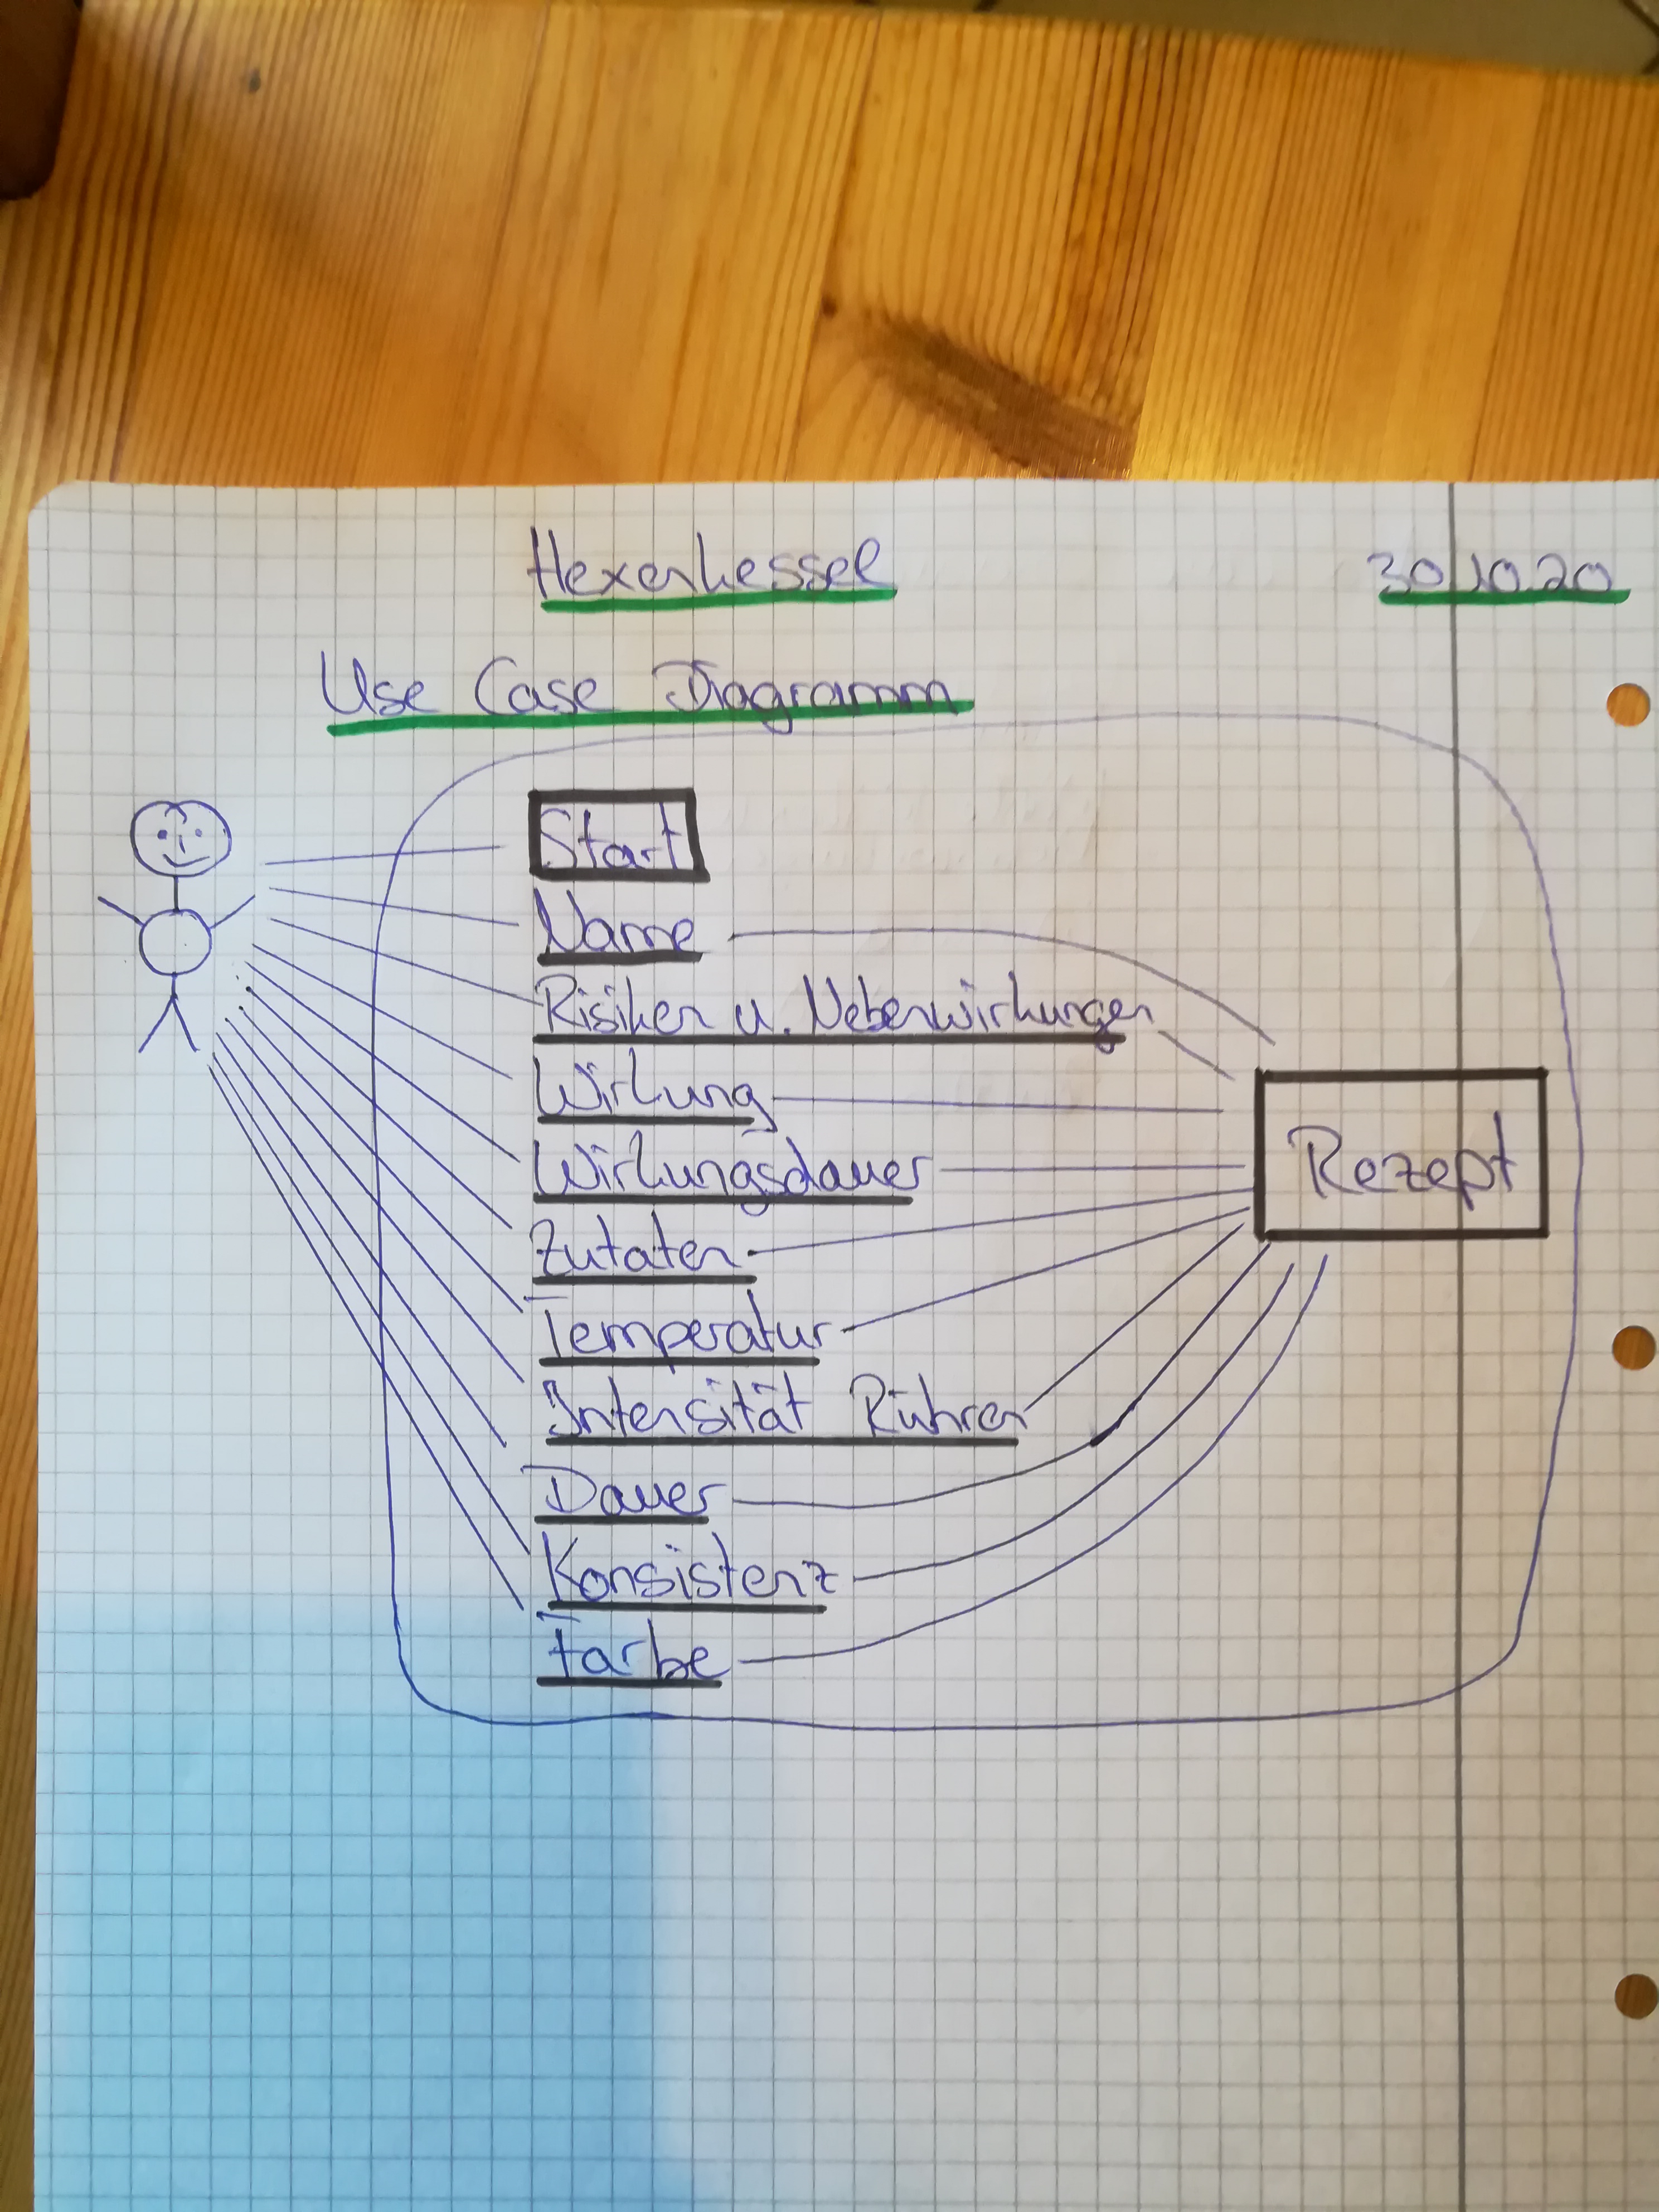 Hexenkessel 30.10.20
Use Case Diagramm
Start
Name
Risiken u. Nebenwirkungen
Wirkung
Wirkungsdauer
Rezept
Zutaten
Temperatur
Intensität Rühren
Dauer
Konsistenz
Farbe